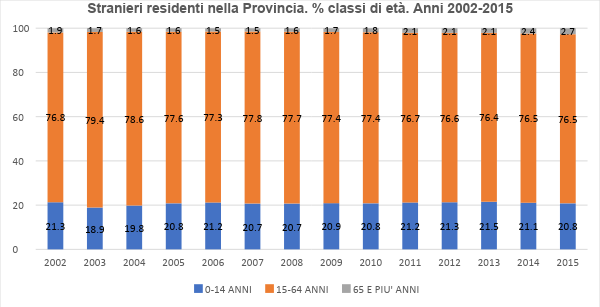 Stranieri residenti nella Provincia. % classi di età. Anni 2002-2015
100
1.9 1.7 1.6 1.6 1.5 1.5 1.6 1.7 1.8 2.1 2.1 2.1 2.4 2.7
80
76.8 79.4 78.6 77.6 77.3 77.8 77.7 77.4 77.4 76.7 76.6 76.4 76.5 76.5
60
40
20
21.3 18.9 19.8 20.8 21.2 20.7 20.7 20.9 20.8 21.2 21.3 21.5 21.1 20.8
0
2002 2003 2004 2005 2006 2007 2008 2009 2010 2011 2012 2013 2014 2015
0-14 ANNI 15-64 ANNI 65 E PIU' ANNI